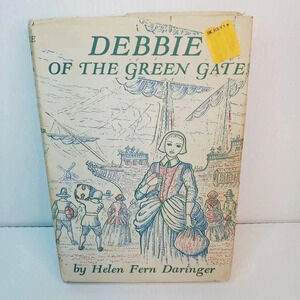 DEBBIE
OF THE GREEN GATE
by Helen Fern Daringer